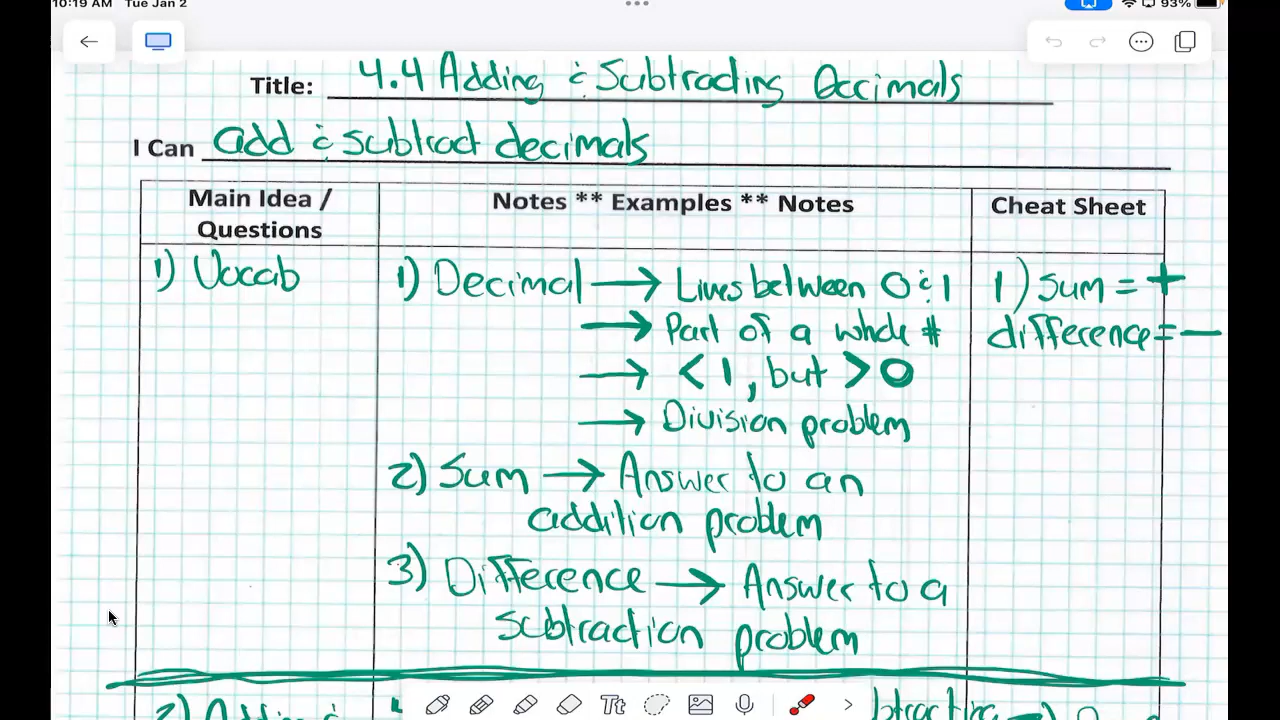 10:19 AM Tue Jan 2
93%
Title: 4.4 Adding & Subtracting Decimals
I Can add & subtract decimals
Main Idea / Questions
Notes ** Examples ** Notes
Cheat Sheet
1) Vocab
1) Decimal → Lives between 0 & 1
→ Part of a whole #
→ < 1, but > 0
→ Division problem
2) Sum → Answer to an
addition problem
3) Difference → Answer to a
subtraction problem
1) Sum = +
difference = −
Tt